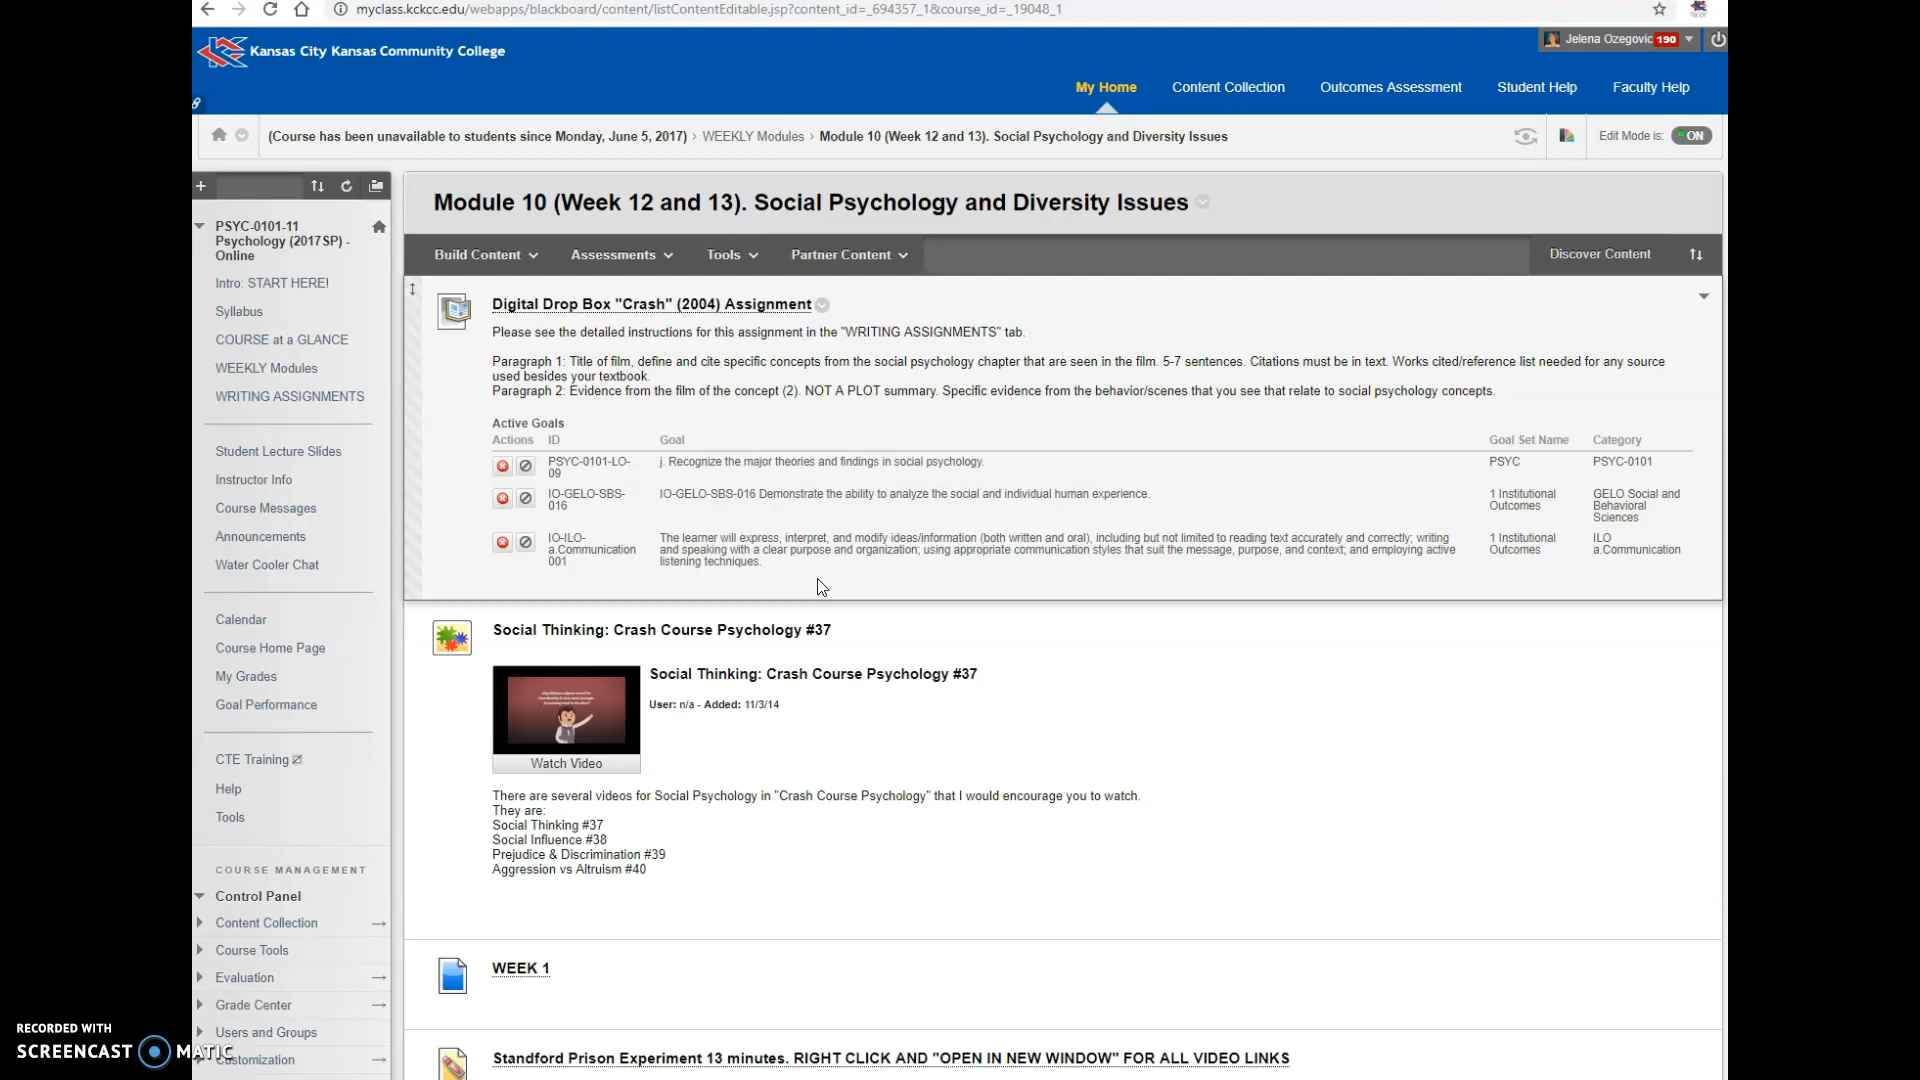 myclass.kckcc.edu/webapps/blackboard/content/listContentEditable.jsp?content_id=_694357_1&course_id=_19048_1
Kansas City Kansas Community College
Jelena Ozegovic 190
My Home
Content Collection
Outcomes Assessment
Student Help
Faculty Help
(Course has been unavailable to students since Monday, June 5, 2017) > WEEKLY Modules > Module 10 (Week 12 and 13). Social Psychology and Diversity Issues
Edit Mode is: ON
PSYC-0101-11
Psychology (2017SP) -
Online
Intro: START HERE!
Syllabus
COURSE at a GLANCE
WEEKLY Modules
WRITING ASSIGNMENTS
Student Lecture Slides
Instructor Info
Course Messages
Announcements
Water Cooler Chat
Calendar
Course Home Page
My Grades
Goal Performance
CTE Training
Help
Tools
COURSE MANAGEMENT
Control Panel
Content Collection
Course Tools
Evaluation
Grade Center
Users and Groups
Customization
Module 10 (Week 12 and 13). Social Psychology and Diversity Issues
Build Content
Assessments
Tools
Partner Content
Discover Content
Digital Drop Box "Crash" (2004) Assignment
Please see the detailed instructions for this assignment in the "WRITING ASSIGNMENTS" tab.
Paragraph 1: Title of film, define and cite specific concepts from the social psychology chapter that are seen in the film. 5-7 sentences. Citations must be in text. Works cited/reference list needed for any source
used besides your textbook.
Paragraph 2: Evidence from the film of the concept (2). NOT A PLOT summary. Specific evidence from the behavior/scenes that you see that relate to social psychology concepts.
Active Goals
Actions ID Goal Goal Set Name Category
PSYC-0101-LO-
09
j. Recognize the major theories and findings in social psychology.
PSYC
PSYC-0101
IO-GELO-SBS-
016
IO-GELO-SBS-016 Demonstrate the ability to analyze the social and individual human experience.
1 Institutional
Outcomes
GELO Social and
Behavioral
Sciences
IO-ILO-
a.Communication
001
The learner will express, interpret, and modify ideas/information (both written and oral), including but not limited to reading text accurately and correctly; writing
and speaking with a clear purpose and organization; using appropriate communication styles that suit the message, purpose, and context; and employing active
listening techniques.
1 Institutional
Outcomes
ILO
a.Communication
Social Thinking: Crash Course Psychology #37
Social Thinking: Crash Course Psychology #37
User: n/a - Added: 11/3/14
Watch Video
There are several videos for Social Psychology in "Crash Course Psychology" that I would encourage you to watch.
They are:
Social Thinking #37
Social Influence #38
Prejudice & Discrimination #39
Aggression vs Altruism #40
WEEK 1
Standford Prison Experiment 13 minutes. RIGHT CLICK AND "OPEN IN NEW WINDOW" FOR ALL VIDEO LINKS
RECORDED WITH
SCREENCAST MATIC